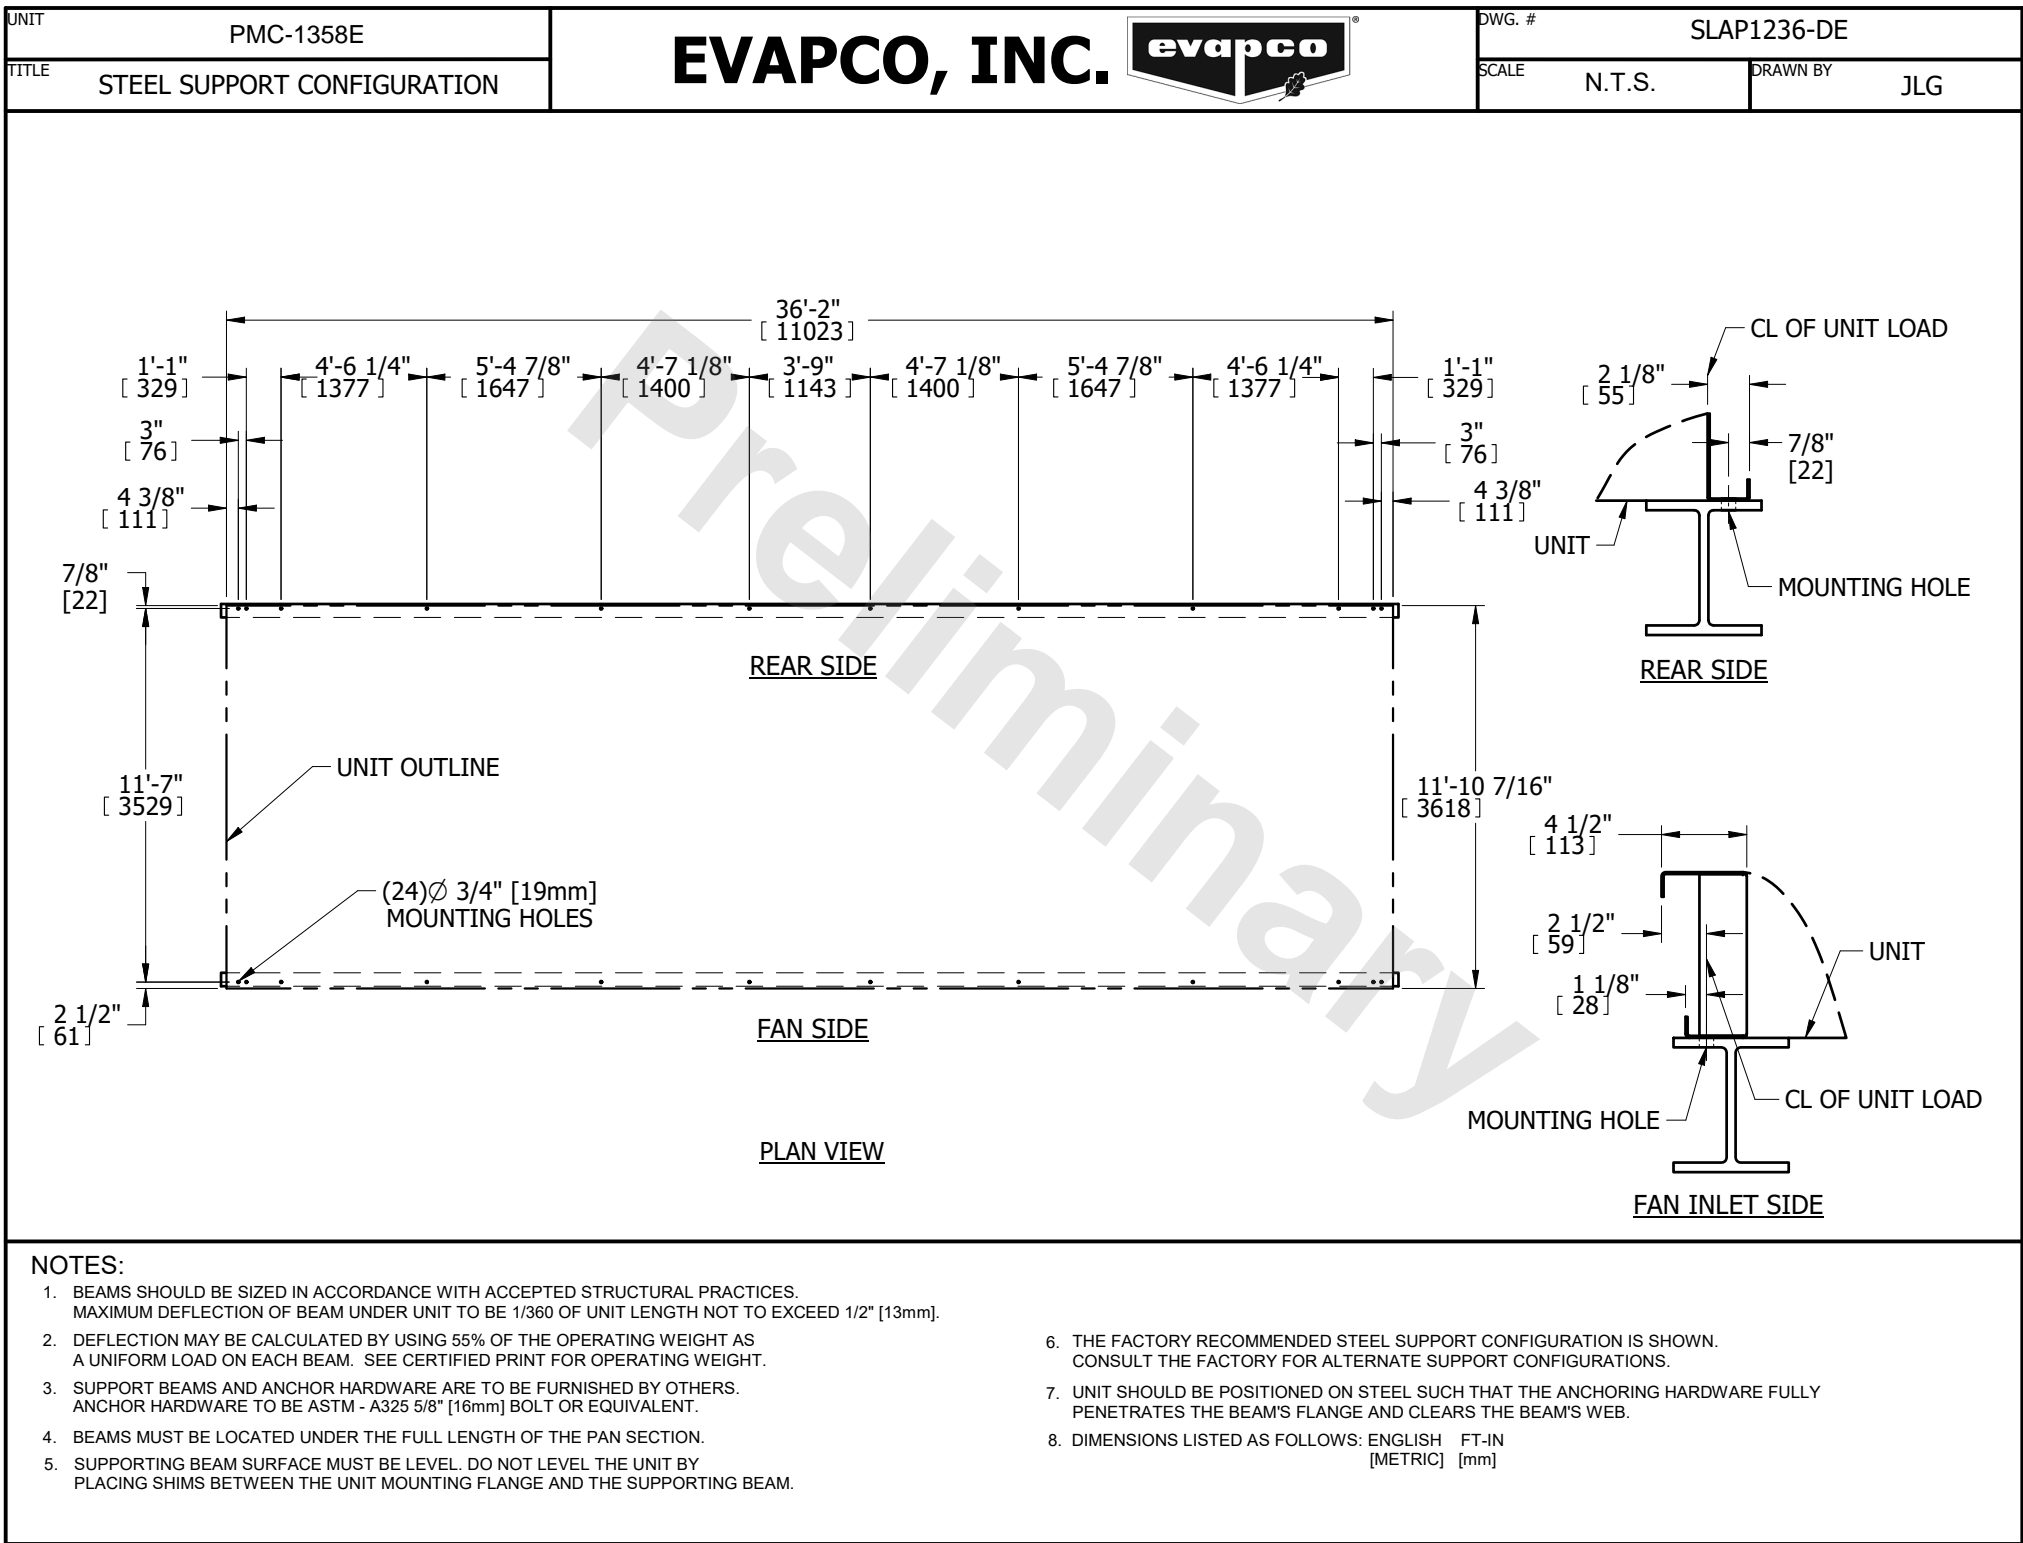 UNIT
PMC-1358E
TITLE
STEEL SUPPORT CONFIGURATION
EVAPCO, INC.
evapco
®
DWG. #
SLAP1236-DE
SCALE
N.T.S.
DRAWN BY
JLG
36'-2"
[ 11023]
1'-1"
[ 329]
4'-6 1/4"
[ 1377 ]
5'-4 7/8"
[ 1647 ]
4'-7 1/8"
[ 1400 ]
3'-9"
[ 1143 ]
4'-7 1/8"
[ 1400 ]
5'-4 7/8"
[ 1647 ]
4'-6 1/4"
[ 1377 ]
1'-1"
[ 329]
3"
[ 76]
3"
[ 76]
4 3/8"
[ 111]
4 3/8"
[ 111]
7/8"
[22]
REAR SIDE
UNIT OUTLINE
11'-7"
[ 3529]
11'-10 7/16"
[ 3618]
(24)Ø 3/4" [19mm]
MOUNTING HOLES
2 1/2"
[ 61]
FAN SIDE
PLAN VIEW
Preliminary
CL OF UNIT LOAD
2 1/8"
[ 55]
7/8"
[22]
UNIT
MOUNTING HOLE
REAR SIDE
4 1/2"
[ 113]
2 1/2"
[ 59]
UNIT
1 1/8"
[ 28]
CL OF UNIT LOAD
MOUNTING HOLE
FAN INLET SIDE
NOTES:
1. BEAMS SHOULD BE SIZED IN ACCORDANCE WITH ACCEPTED STRUCTURAL PRACTICES.
MAXIMUM DEFLECTION OF BEAM UNDER UNIT TO BE 1/360 OF UNIT LENGTH NOT TO EXCEED 1/2" [13mm].
2. DEFLECTION MAY BE CALCULATED BY USING 55% OF THE OPERATING WEIGHT AS
A UNIFORM LOAD ON EACH BEAM. SEE CERTIFIED PRINT FOR OPERATING WEIGHT.
3. SUPPORT BEAMS AND ANCHOR HARDWARE ARE TO BE FURNISHED BY OTHERS.
ANCHOR HARDWARE TO BE ASTM - A325 5/8" [16mm] BOLT OR EQUIVALENT.
4. BEAMS MUST BE LOCATED UNDER THE FULL LENGTH OF THE PAN SECTION.
5. SUPPORTING BEAM SURFACE MUST BE LEVEL. DO NOT LEVEL THE UNIT BY
PLACING SHIMS BETWEEN THE UNIT MOUNTING FLANGE AND THE SUPPORTING BEAM.
6. THE FACTORY RECOMMENDED STEEL SUPPORT CONFIGURATION IS SHOWN.
CONSULT THE FACTORY FOR ALTERNATE SUPPORT CONFIGURATIONS.
7. UNIT SHOULD BE POSITIONED ON STEEL SUCH THAT THE ANCHORING HARDWARE FULLY
PENETRATES THE BEAM'S FLANGE AND CLEARS THE BEAM'S WEB.
8. DIMENSIONS LISTED AS FOLLOWS: ENGLISH FT-IN
[METRIC] [mm]